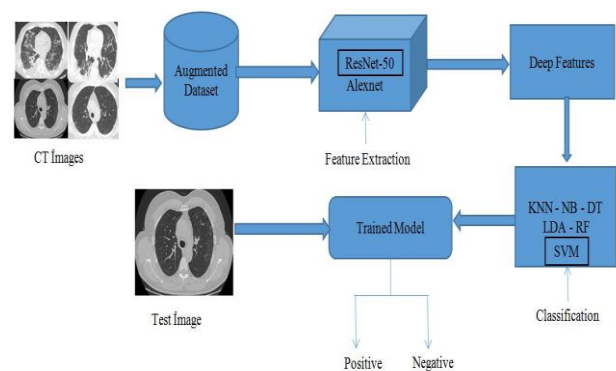 CT İmages
Augmented
Dataset
ResNet-50
Alexnet
Feature Extraction
Deep Features
KNN - NB - DT
LDA - RF
SVM
Classification
Trained Model
Test İmage
Positive
Negative